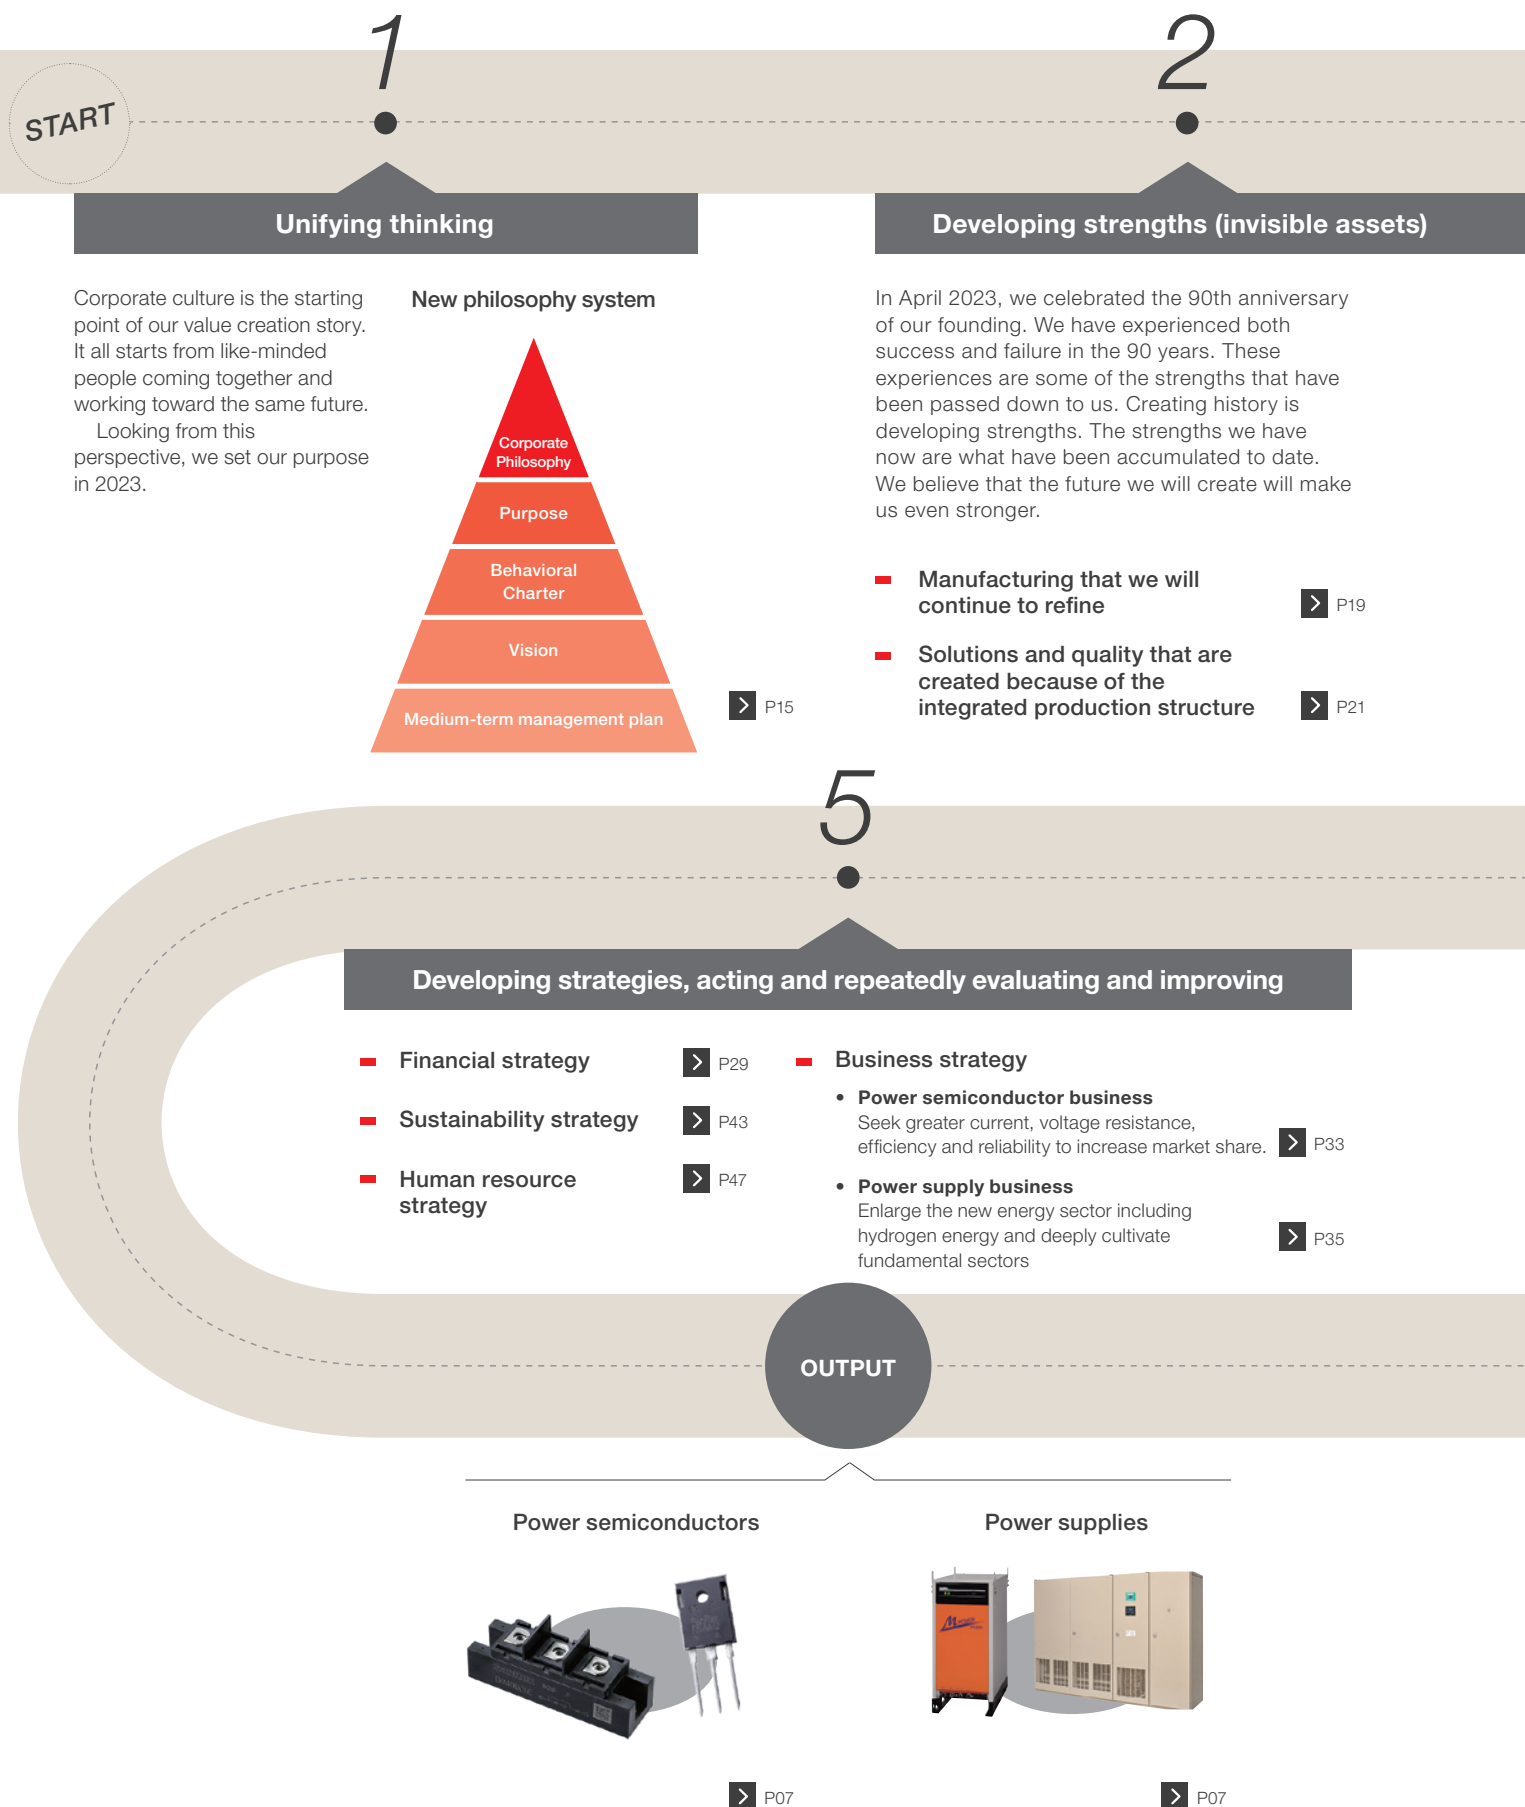 1
2
START
Unifying thinking
Corporate culture is the starting
point of our value creation story.
It all starts from like-minded
people coming together and
working toward the same future.
Looking from this
perspective, we set our purpose
in 2023.
New philosophy system
Corporate
Philosophy
Purpose
Behavioral
Charter
Vision
Medium-term management plan
P15
Developing strengths (invisible assets)
In April 2023, we celebrated the 90th anniversary
of our founding. We have experienced both
success and failure in the 90 years. These
experiences are some of the strengths that have
been passed down to us. Creating history is
developing strengths. The strengths we have
now are what have been accumulated to date.
We believe that the future we will create will make
us even stronger.
Manufacturing that we will
continue to refine
P19
Solutions and quality that are
created because of the
integrated production structure
P21
5
Developing strategies, acting and repeatedly evaluating and improving
Financial strategy
P29
Sustainability strategy
P43
Human resource
strategy
P47
Business strategy
• Power semiconductor business
Seek greater current, voltage resistance,
efficiency and reliability to increase market share.
P33
• Power supply business
Enlarge the new energy sector including
hydrogen energy and deeply cultivate
fundamental sectors
P35
OUTPUT
Power semiconductors
P07
Power supplies
P07